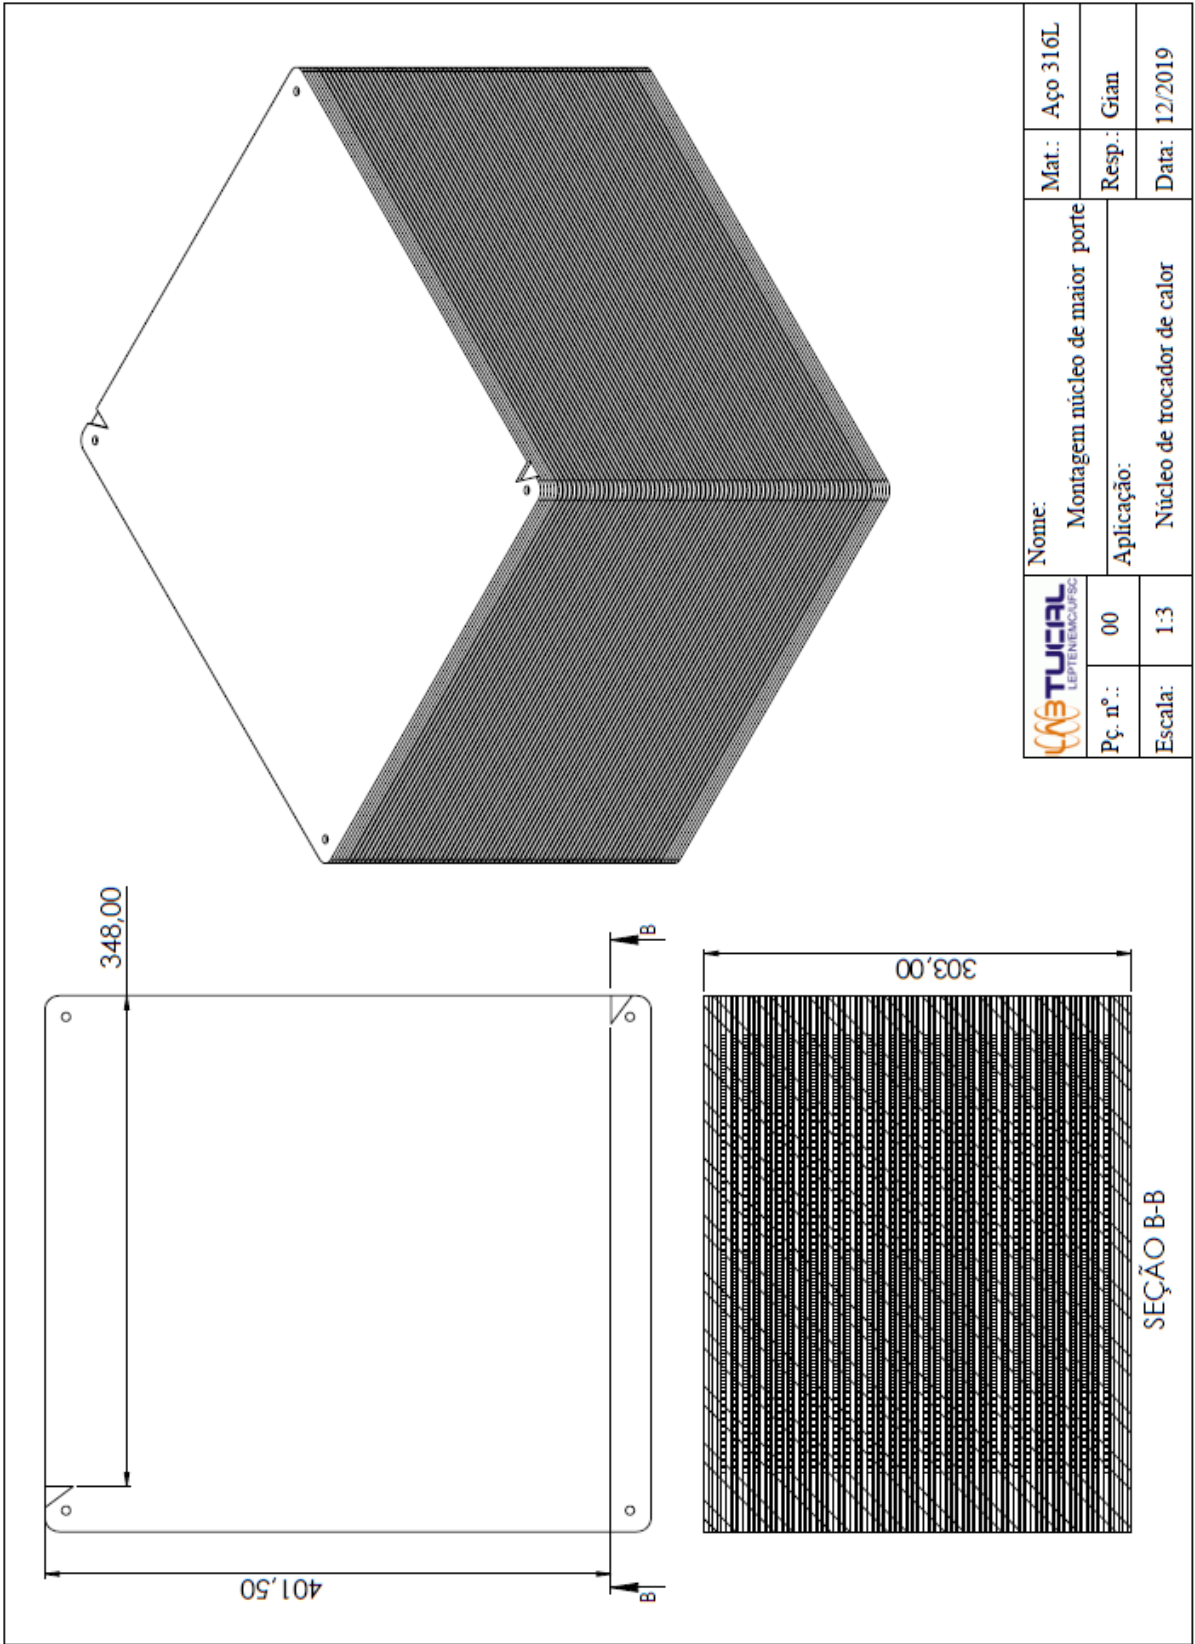 348,00
401,50
B
B
303,00
SEÇÃO B-B
LABTUCAL
LEPTEN/EMC/UFSC
Nome:
Montagem núcleo de maior porte
Mat.: Aço 316L
Pç. nº.: 00
Aplicação:
Núcleo de trocador de calor
Resp.: Gian
Escala: 1:3
Data: 12/2019